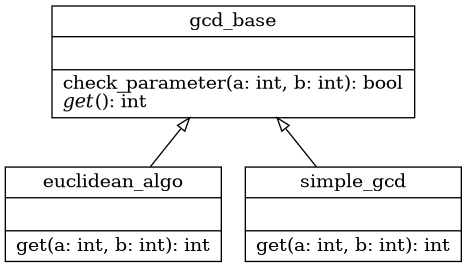 gcd_base
check_parameter(a: int, b: int): bool
get(): int
euclidean_algo
get(a: int, b: int): int
simple_gcd
get(a: int, b: int): int